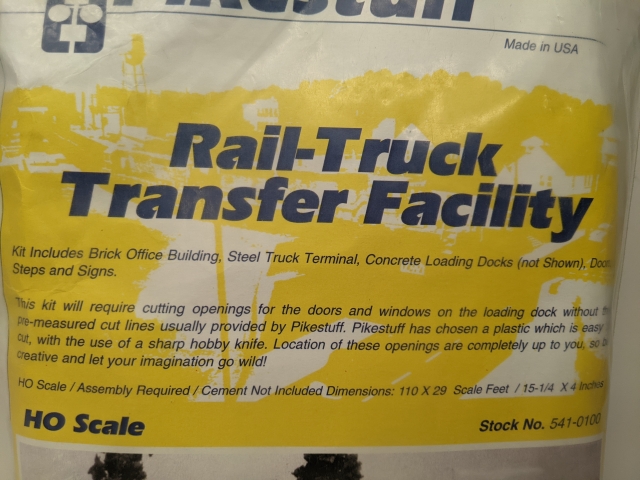 Pikestuff
Made in USA
Rail-Truck
Transfer Facility
Kit Includes Brick Office Building, Steel Truck Terminal, Concrete Loading Docks (not Shown), Doors,
Steps and Signs.
This kit will require cutting openings for the doors and windows on the loading dock without
pre-measured cut lines usually provided by Pikestuff. Pikestuff has chosen a plastic which is easy
cut, with the use of a sharp hobby knife. Location of these openings are completely up to you, so
creative and let your imagination go wild!
HO Scale / Assembly Required / Cement Not Included Dimensions: 110 X 29 Scale Feet / 15-1/4 X 4 Inches
HO Scale
Stock No. 541-0100